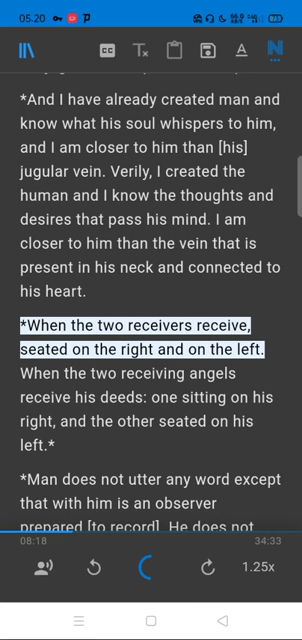 05.20
CC
*And I have already created man and
know what his soul whispers to him,
and I am closer to him than [his]
jugular vein. Verily, I created the
human and I know the thoughts and
desires that pass his mind. I am
closer to him than the vein that is
present in his neck and connected to
his heart.
*When the two receivers receive,
seated on the right and on the left.
When the two receiving angels
receive his deeds: one sitting on his
right, and the other seated on his
left.*
*Man does not utter any word except
that with him is an observer
prepared [to record]. He does not
08:18
34:33
1.25x